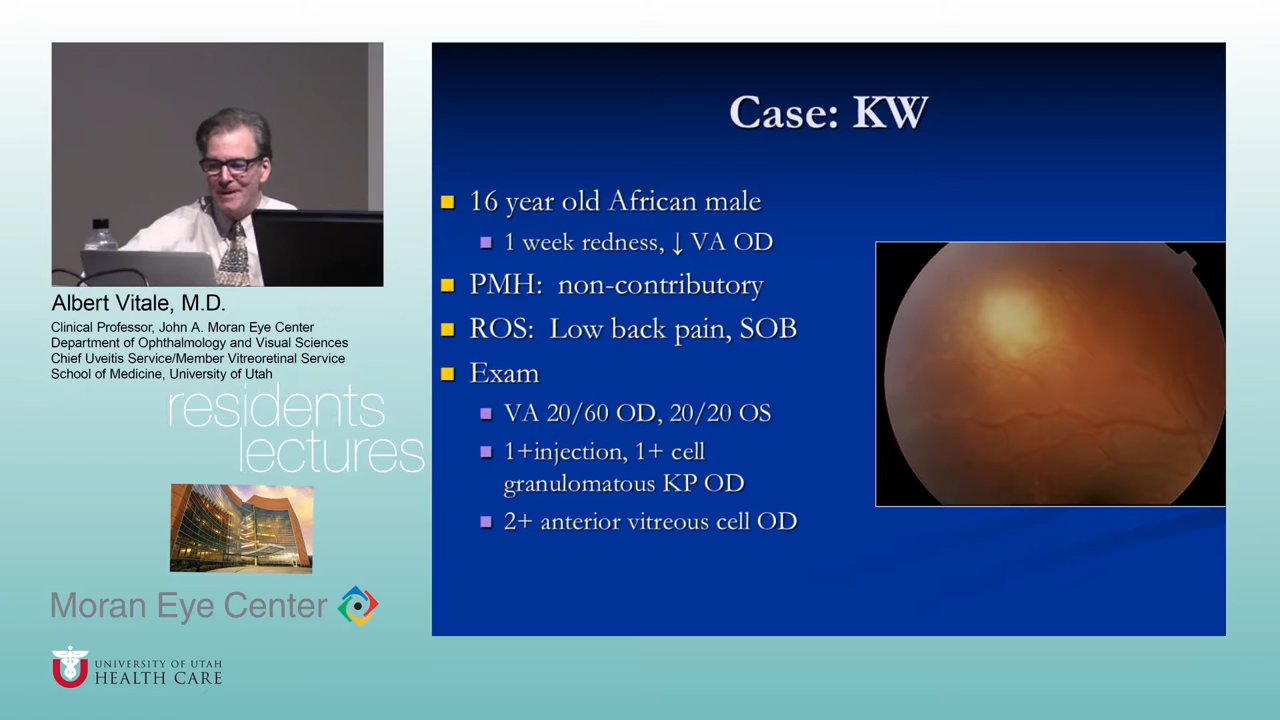 Albert Vitale, M.D.
Clinical Professor, John A. Moran Eye Center
Department of Ophthalmology and Visual Sciences
Chief Uveitis Service/Member Vitreoretinal Service
School of Medicine, University of Utah
residents
lectures
Moran Eye Center
UNIVERSITY OF UTAH
HEALTH CARE
Case: KW
16 year old African male
1 week redness, ↓ VA OD
PMH: non-contributory
ROS: Low back pain, SOB
Exam
VA 20/60 OD, 20/20 OS
1+injection, 1+ cell
granulomatous KP OD
2+ anterior vitreous cell OD